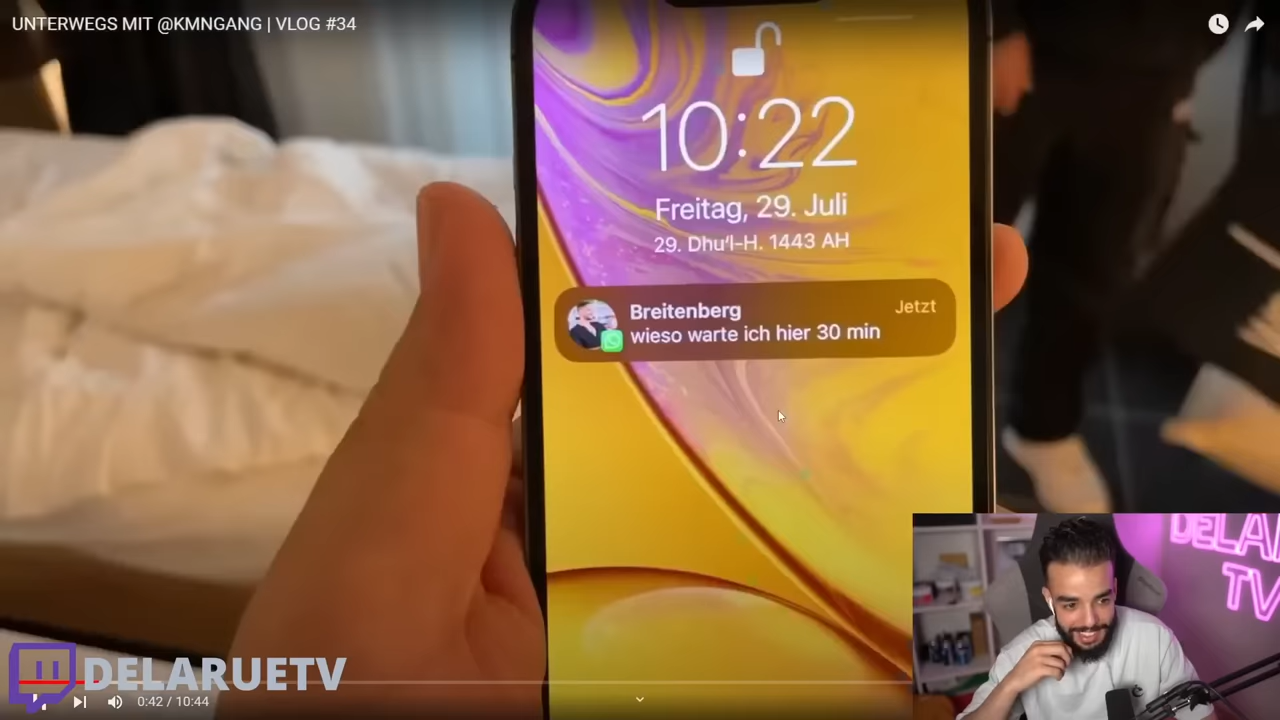 UNTERWEGS MIT @KMNGANG | VLOG #34
10:22
Freitag, 29. Juli
29. Dhuʻl-H. 1443 AH
Breitenberg
Jetzt
wieso warte ich hier 30 min
DELARUETV
0:42 / 10:44
DELA
TV